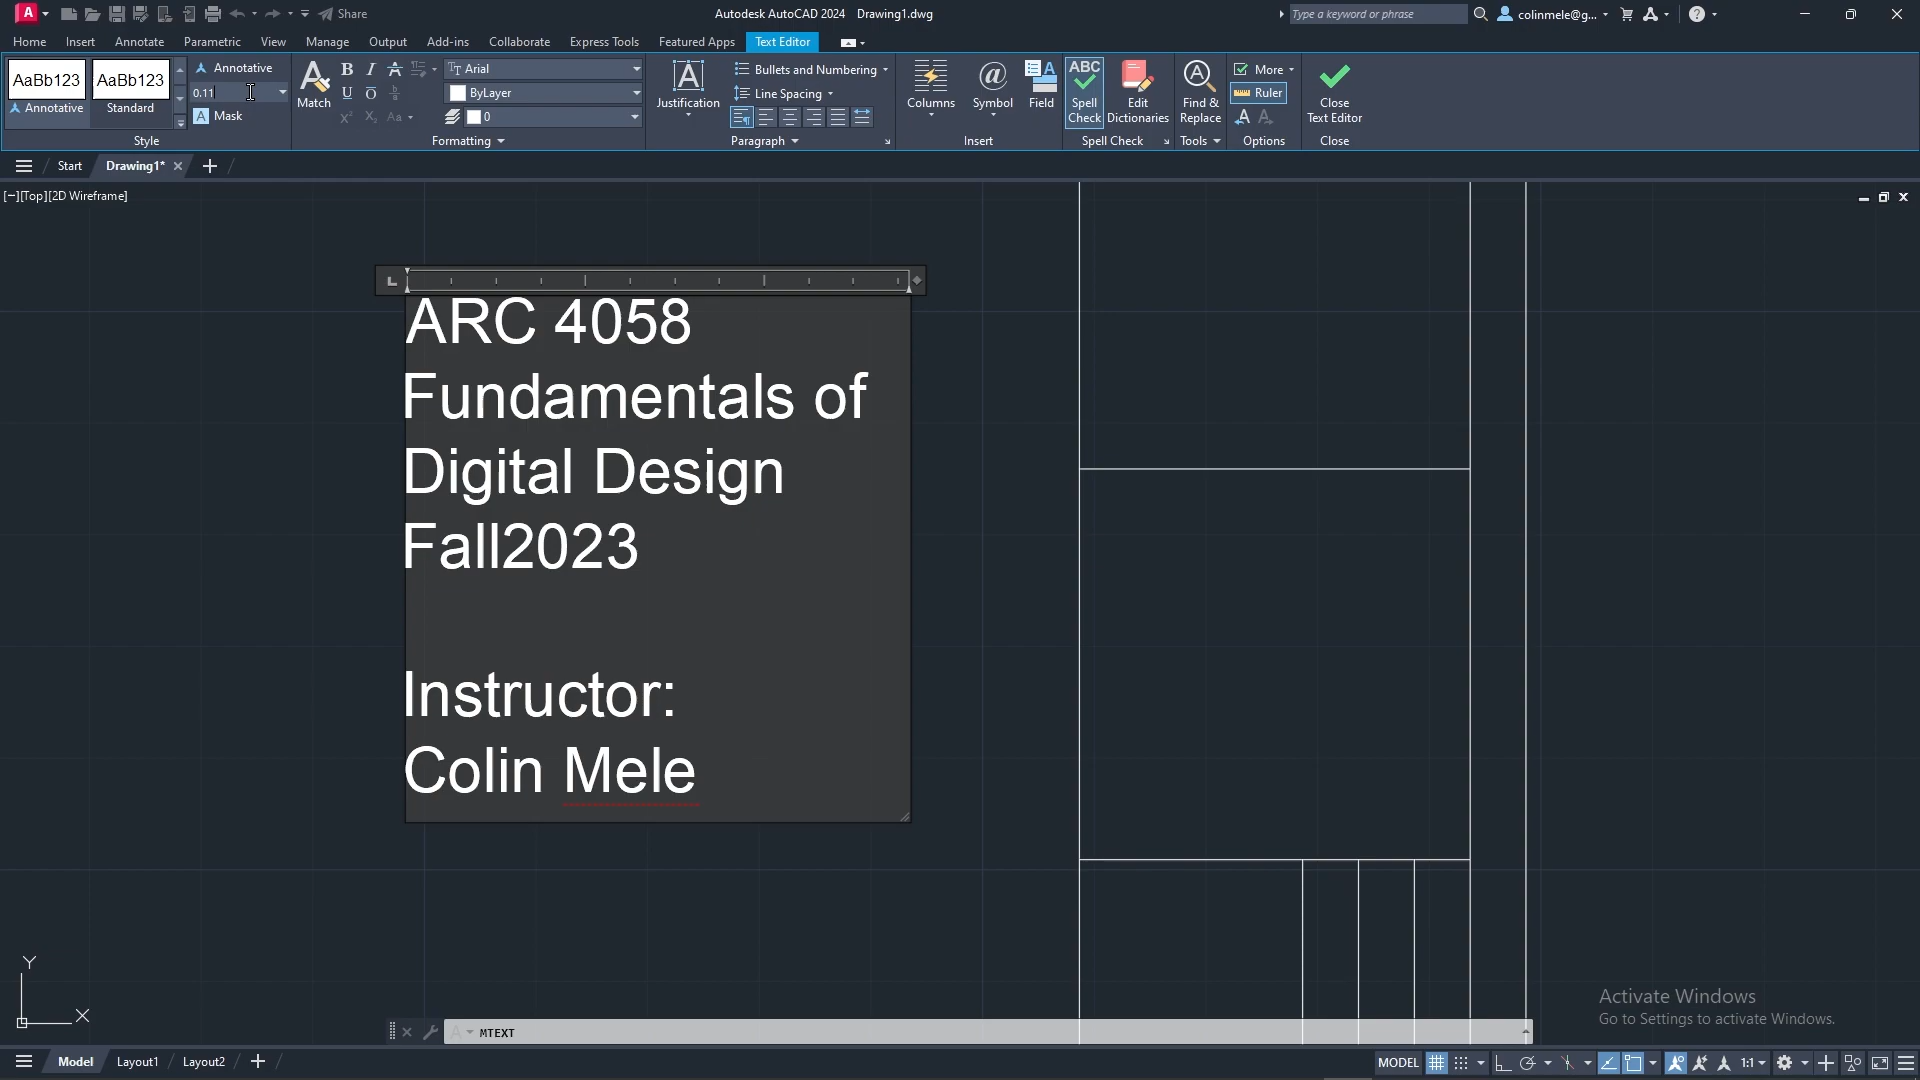 Share
Autodesk AutoCAD 2024 Drawing1.dwg
Type a keyword or phrase
colinmele@g...
Home Insert Annotate Parametric View Manage Output Add-ins Collaborate Express Tools Featured Apps Text Editor
AaBb123 AaBb123
Annotative Standard
Annotative
0.11
Mask
Style
Match
Arial
ByLayer
0
Formatting
Justification
Bullets and Numbering
Line Spacing
Paragraph
Columns Symbol Field
Insert
ABC
Spell
Check
Edit
Dictionaries
Spell Check
Find &
Replace
Tools
More
Ruler
Options
Close
Text Editor
Close
Start Drawing1*
[−][Top][2D Wireframe]
ARC 4058
Fundamentals of
Digital Design
Fall2023
Instructor:
Colin Mele
Y
X
Activate Windows
Go to Settings to activate Windows.
MTEXT
Model Layout1 Layout2
MODEL
1:1